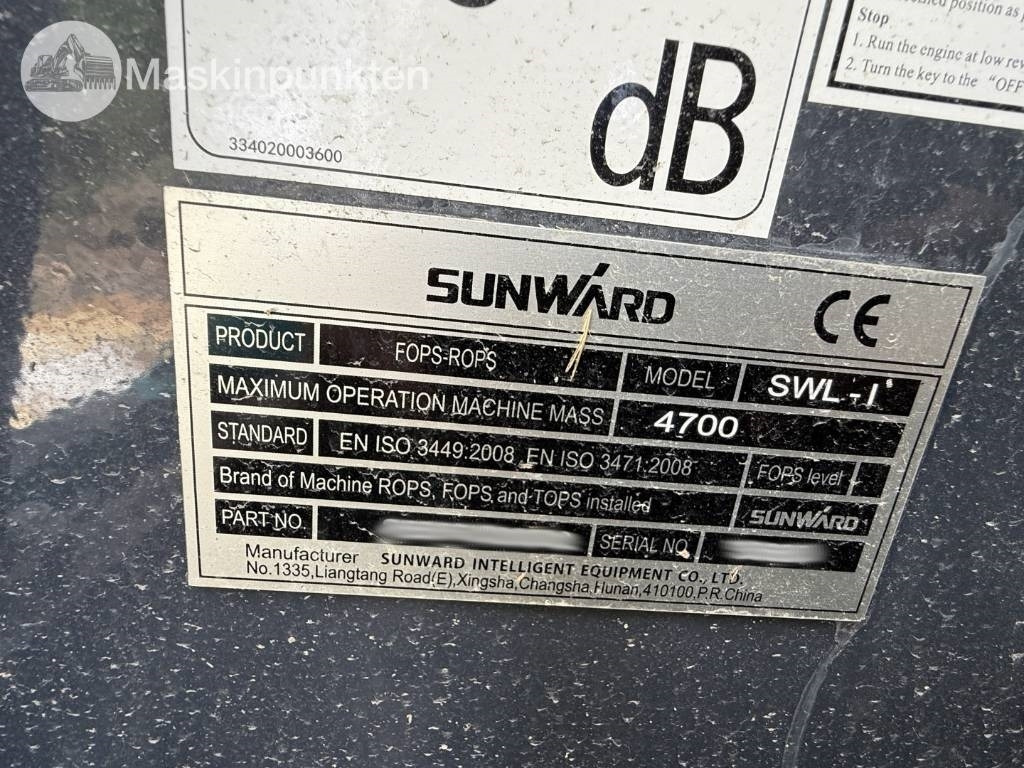 Maskinpunkten
dB
334020003600
position as
Stop
1. Run the engine at low rev
2. Turn the key to the “OFF
SUNWARD CE
PRODUCT FOPS-ROPS MODEL SWL-I
MAXIMUM OPERATION MACHINE MASS 4700
STANDARD EN ISO 3449:2008 EN ISO 3471:2008 FOPS level I
Brand of Machine ROPS, FOPS and TOPS installed SUNWARD
PART NO. SERIAL NO.
Manufacturer SUNWARD INTELLIGENT EQUIPMENT CO., LTD.
No.1335,Liangtang Road(E),Xingsha,Changsha,Hunan,410100,P.R.China